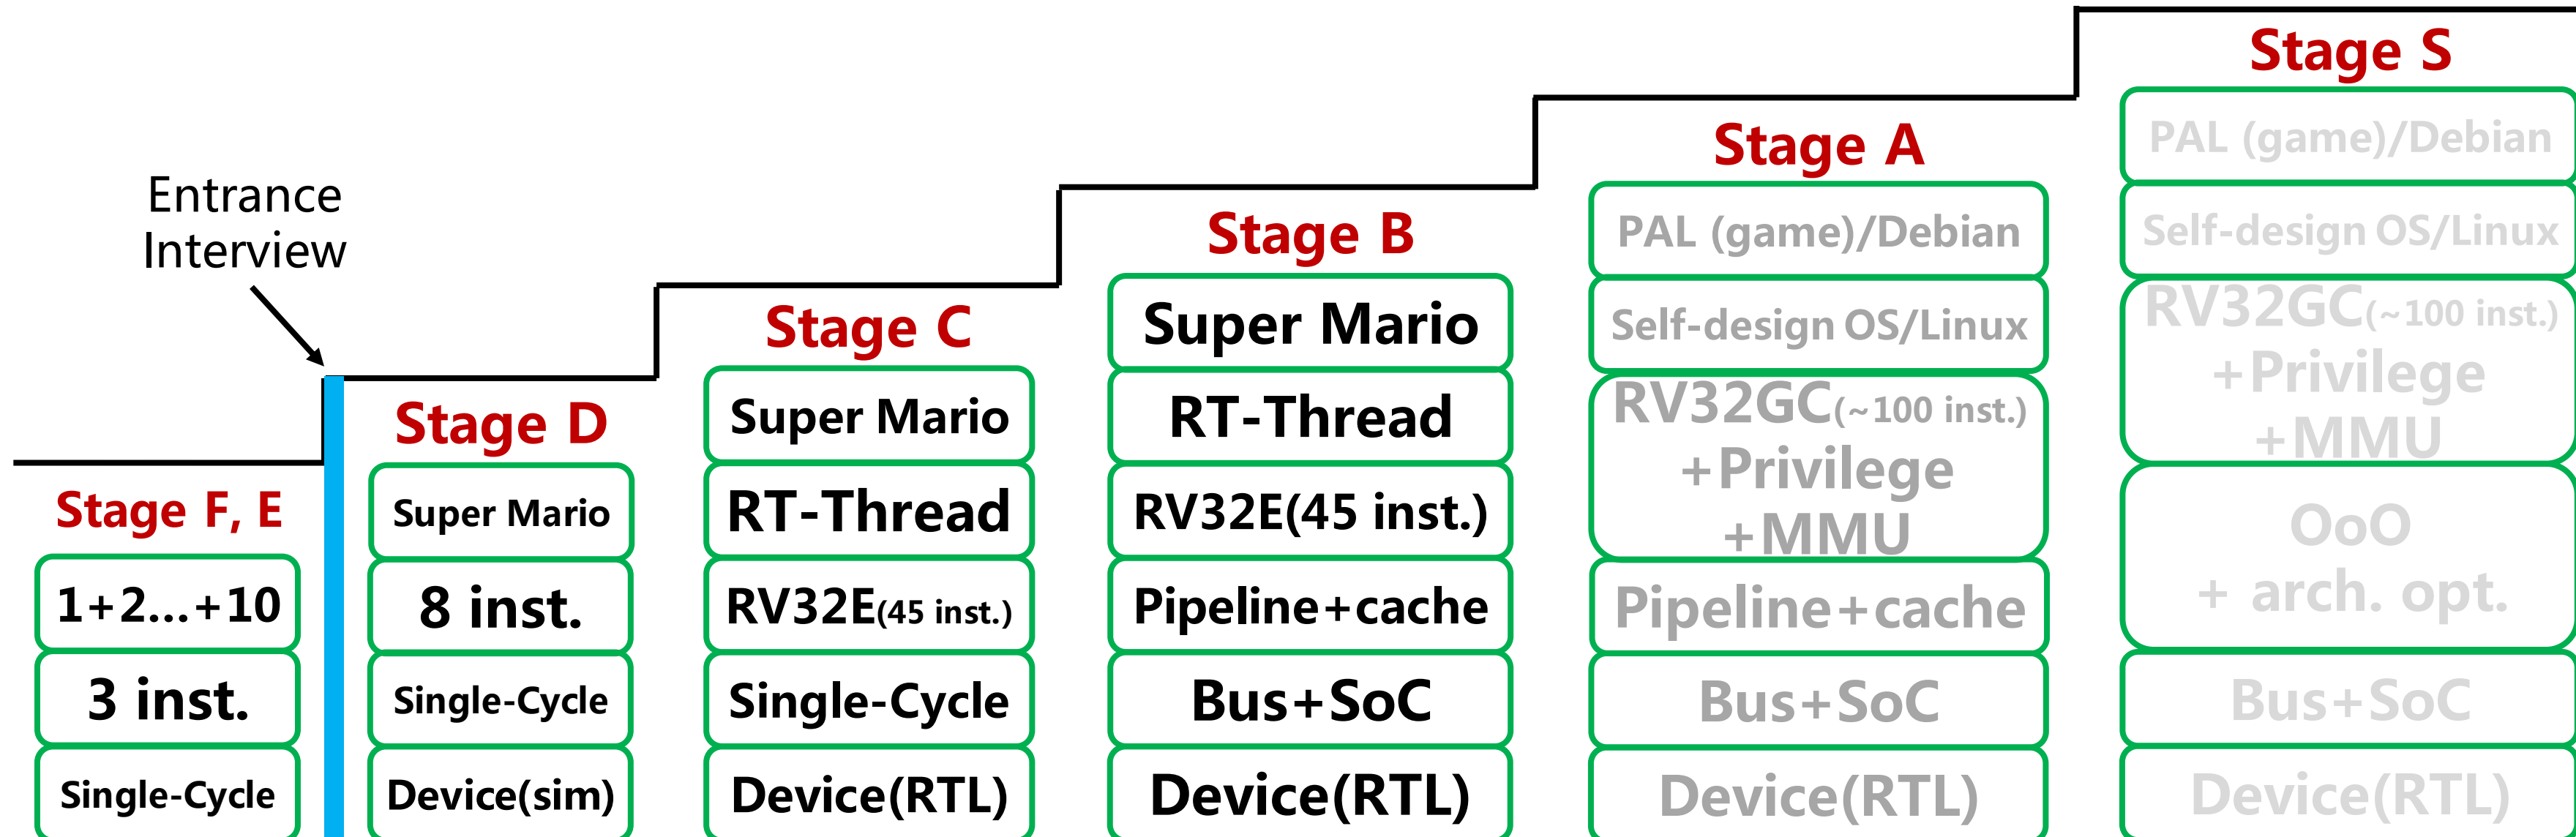 Entrance
Interview
Stage F, E
1+2...+10
3 inst.
Single-Cycle
Stage D
Super Mario
8 inst.
Single-Cycle
Device(sim)
Stage C
Super Mario
RT-Thread
RV32E(45 inst.)
Single-Cycle
Device(RTL)
Stage B
Super Mario
RT-Thread
RV32E(45 inst.)
Pipeline+cache
Bus+SoC
Device(RTL)
Stage A
PAL (game)/Debian
Self-design OS/Linux
RV32GC(~100 inst.)
+Privilege
+MMU
Pipeline+cache
Bus+SoC
Device(RTL)
Stage S
PAL (game)/Debian
Self-design OS/Linux
RV32GC(~100 inst.)
+Privilege
+MMU
OoO
+ arch. opt.
Bus+SoC
Device(RTL)